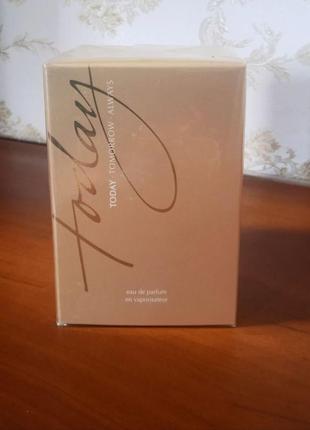 today
TODAY TOMORROW ALWAYS
eau de parfum
en vaporisateur